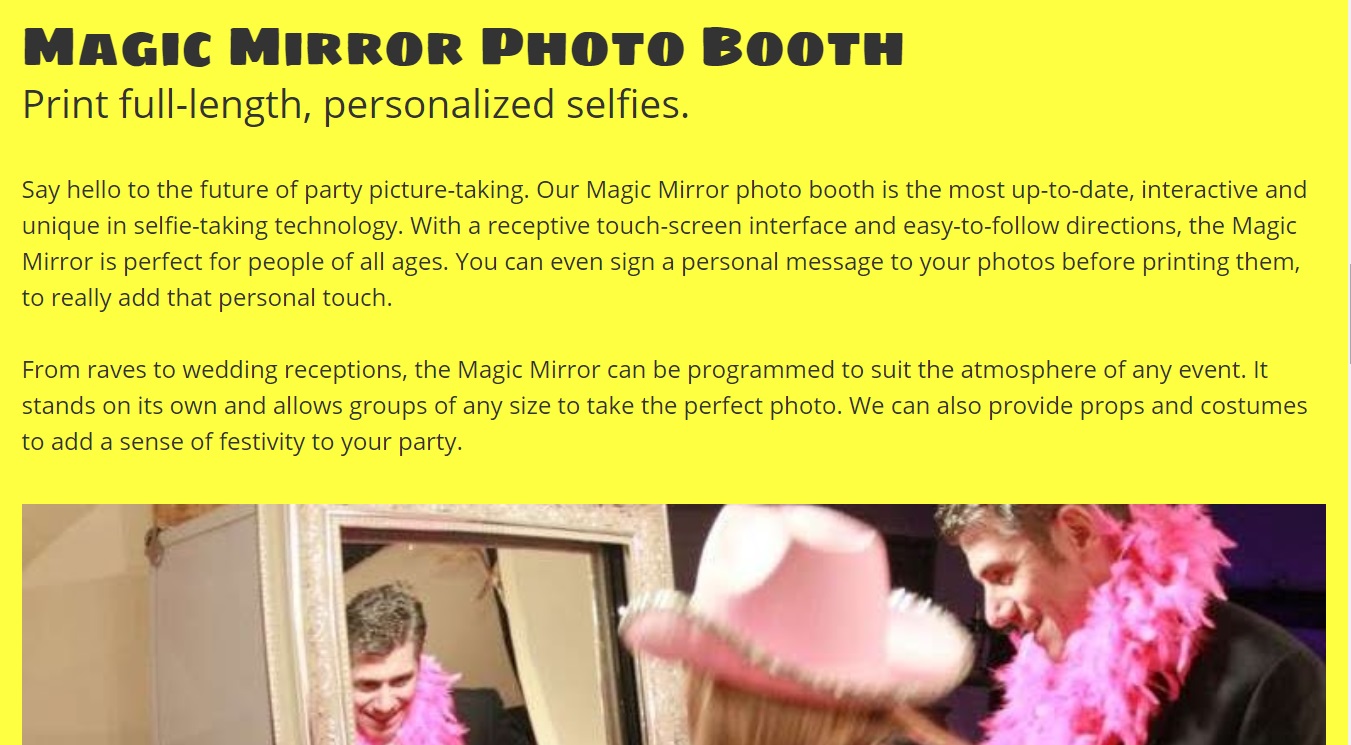 Magic Mirror Photo Booth
Print full-length, personalized selfies.
Say hello to the future of party picture-taking. Our Magic Mirror photo booth is the most up-to-date, interactive and
unique in selfie-taking technology. With a receptive touch-screen interface and easy-to-follow directions, the Magic
Mirror is perfect for people of all ages. You can even sign a personal message to your photos before printing them,
to really add that personal touch.
From raves to wedding receptions, the Magic Mirror can be programmed to suit the atmosphere of any event. It
stands on its own and allows groups of any size to take the perfect photo. We can also provide props and costumes
to add a sense of festivity to your party.